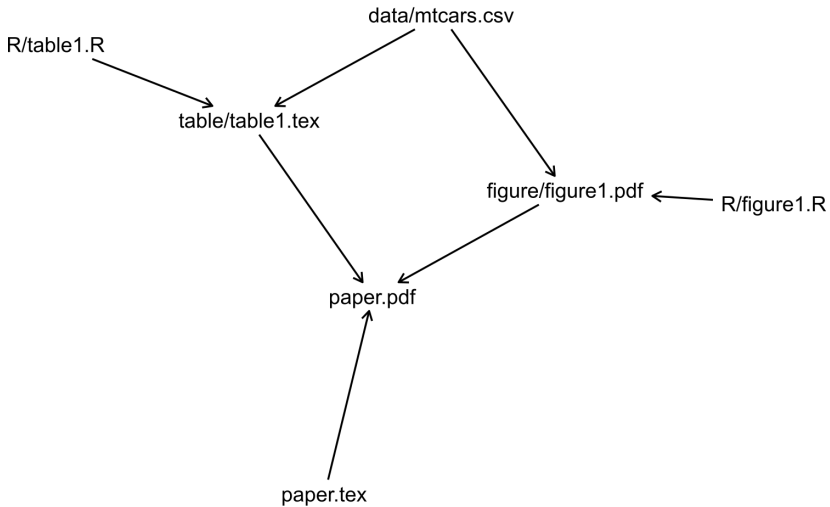 data/mtcars.csv
R/table1.R
table/table1.tex
figure/figure1.pdf
R/figure1.R
paper.pdf
paper.tex